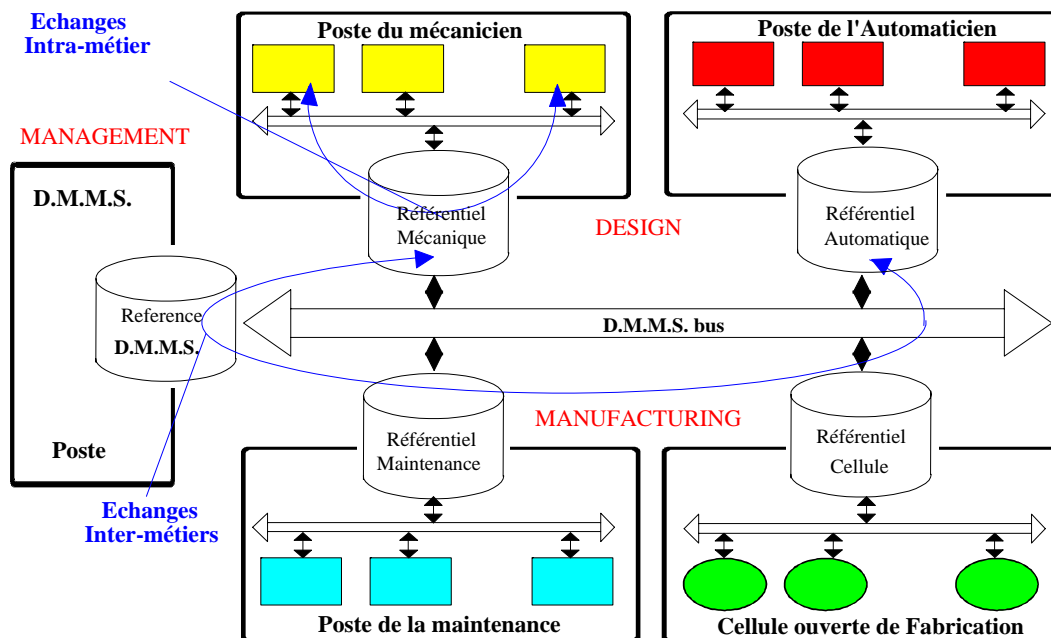 Echanges
Intra-métier
Poste du mécanicien
Poste de l'Automaticien
MANAGEMENT
D.M.M.S.
Référentiel
Mécanique
DESIGN
Référentiel
Automatique
Reference
D.M.M.S.
D.M.M.S. bus
MANUFACTURING
Référentiel
Maintenance
Référentiel
Cellule
Poste
Echanges
Inter-métiers
Poste de la maintenance
Cellule ouverte de Fabrication